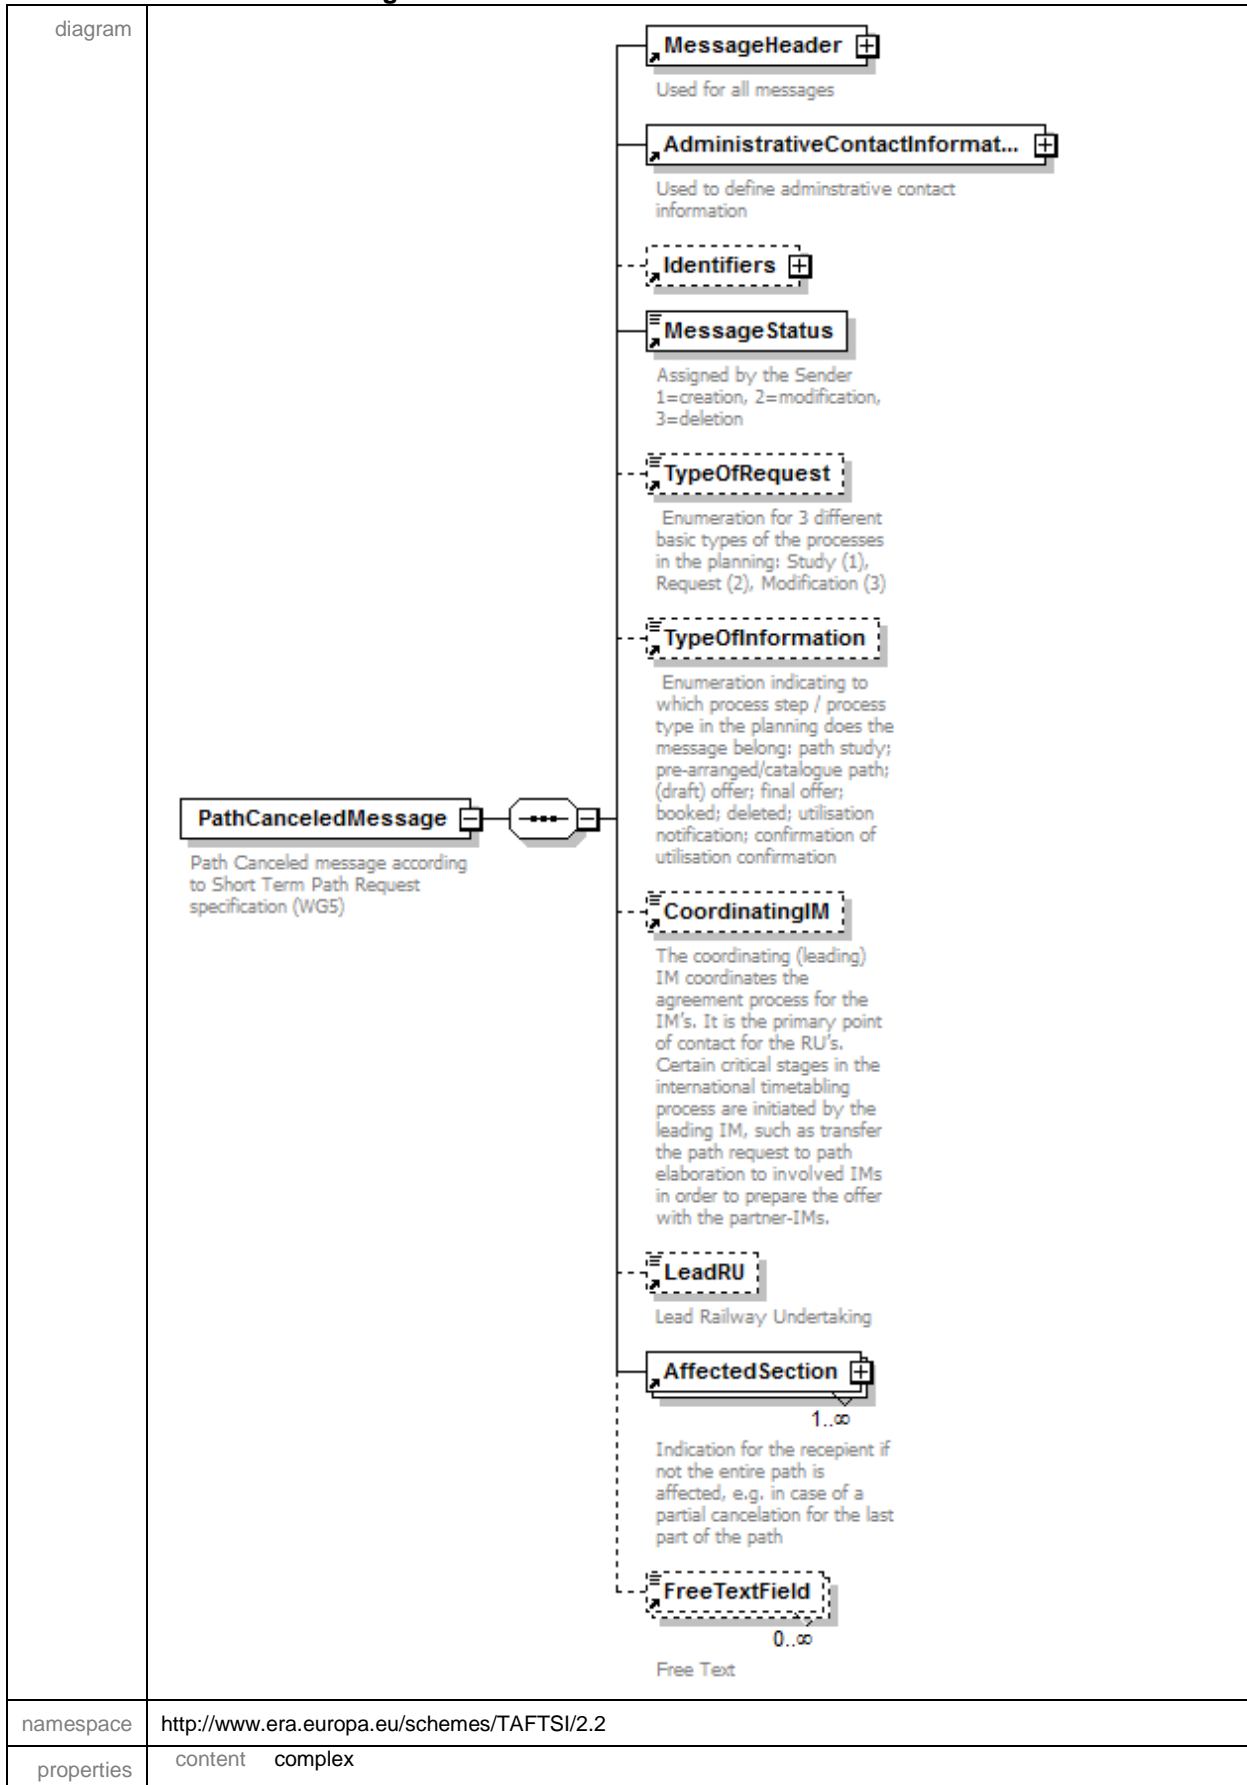 diagram
MessageHeader
Used for all messages
AdministrativeContactInformat...
Used to define adminstrative contact
information
Identifiers
MessageStatus
Assigned by the Sender
1=creation, 2=modification,
3=deletion
TypeOfRequest
Enumeration for 3 different
basic types of the processes
in the planning: Study (1),
Request (2), Modification (3)
TypeOfInformation
Enumeration indicating to
which process step / process
type in the planning does the
message belong: path study;
pre-arranged/catalogue path;
(draft) offer; final offer;
booked; deleted; utilisation
notification; confirmation of
utilisation confirmation
PathCanceledMessage
Path Canceled message according
to Short Term Path Request
specification (WG5)
CoordinatingIM
The coordinating (leading)
IM coordinates the
agreement process for the
IM's. It is the primary point
of contact for the RU's.
Certain critical stages in the
international timetabling
process are initiated by the
leading IM, such as transfer
the path request to path
elaboration to involved IMs
in order to prepare the offer
with the partner-IMs.
LeadRU
Lead Railway Undertaking
AffectedSection
1..∞
Indication for the recepient if
not the entire path is
affected, e.g. in case of a
partial cancelation for the last
part of the path
FreeTextField
0..∞
Free Text
namespace http://www.era.europa.eu/schemes/TAFTSI/2.2
properties content complex